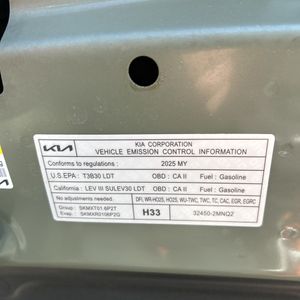 KIA
KIA CORPORATION
VEHICLE EMISSION CONTROL INFORMATION
Conforms to regulations : 2025 MY
U.S.EPA : T3B30 LDT OBD : CA II Fuel : Gasoline
California : LEV III SULEV30 LDT OBD : CA II Fuel : Gasoline
No adjustments needed.
Group : SKMXT01.6P2T
Evap : SKMXR0106P2G
H33
DFI, WR-HO2S, HO2S, WU-TWC, TWC, TC, CAC, EGR, EGRC
32450-2MNQ2